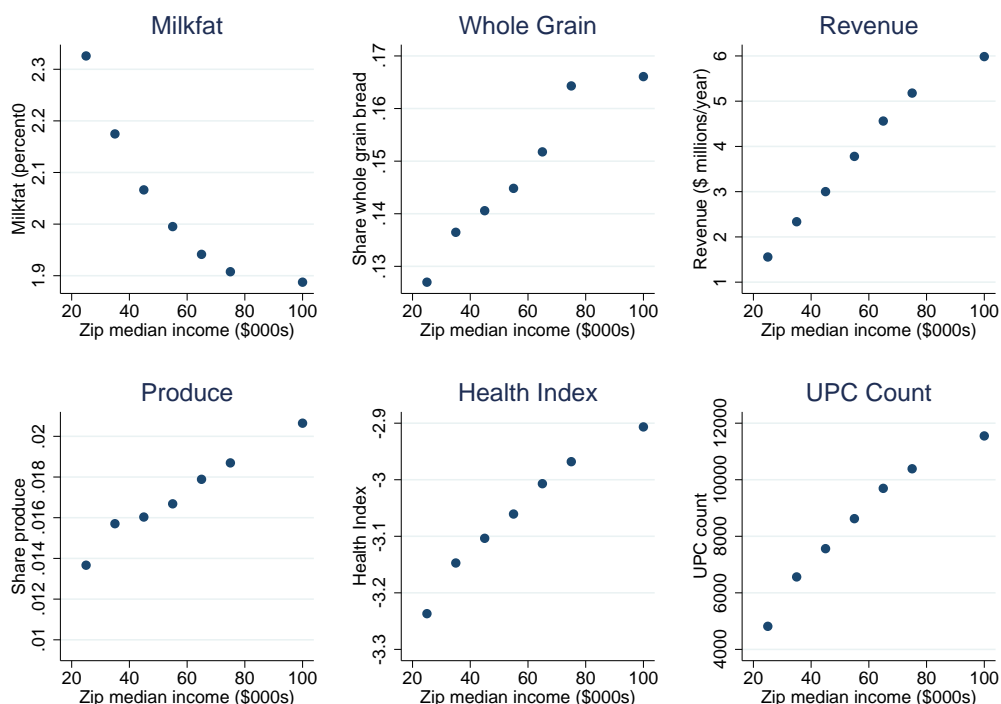 Milkfat
Milkfat (percent0
2.3
2.2
2.1
2
1.9
20 40 60 80 100
Zip median income ($000s)
Whole Grain
Share whole grain bread
.17
.16
.15
.14
.13
20 40 60 80 100
Zip median income ($000s)
Revenue
Revenue ($ millions/year)
6
5
4
3
2
1
20 40 60 80 100
Zip median income ($000s)
Produce
Share produce
.02
.018
.016
.014
.012
.01
20 40 60 80 100
Zip median income ($000s)
Health Index
Health Index
-2.9
-3
-3.1
-3.2
-3.3
20 40 60 80 100
Zip median income ($000s)
UPC Count
UPC count
12000
10000
8000
6000
4000
20 40 60 80 100
Zip median income ($000s)